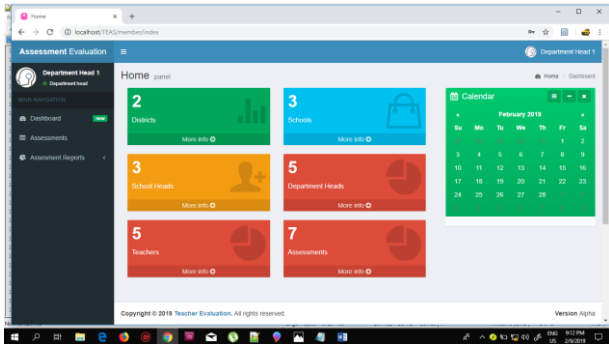 Home
localhost/TEAS/member/index
Assessment Evaluation
Department Head 1
Department Head 1
Department head
Home panel
Home
Dashboard
MAIN NAVIGATION
Dashboard
new
Assessments
Assesment Reports
2
Districts
More info
3
Schools
More info
3
School Heads
More info
5
Department Heads
More info
5
Teachers
More info
7
Assessments
More info
Calendar
« February 2019 »
Su Mo Tu We Th Fr Sa
1 2
3 4 5 6 7 8 9
10 11 12 13 14 15 16
17 18 19 20 21 22 23
24 25 26 27 28
Copyright © 2019 Teacher Evaluation. All rights reserved.
Version Alpha
ENG 9:12 PM
US 2/9/2019